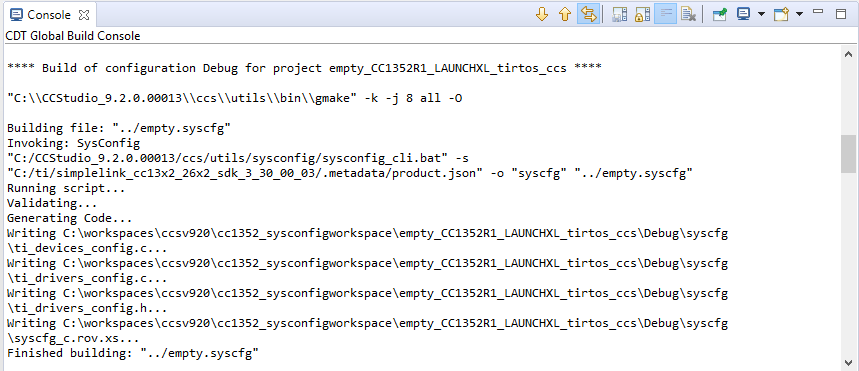 Console
CDT Global Build Console
**** Build of configuration Debug for project empty_CC1352R1_LAUNCHXL_tirtos_ccs ****
"C:\\CCStudio_9.2.0.00013\\ccs\\utils\\bin\\gmake" -k -j 8 all -O
Building file: "../empty.syscfg"
Invoking: SysConfig
"C:/CCStudio_9.2.0.00013/ccs/utils/sysconfig/sysconfig_cli.bat" -s
"C:/ti/simplelink_cc13x2_26x2_sdk_3_30_00_03/.metadata/product.json" -o "syscfg" "../empty.syscfg"
Running script...
Validating...
Generating Code...
Writing C:\workspaces\ccsv920\cc1352_sysconfigworkspace\empty_CC1352R1_LAUNCHXL_tirtos_ccs\Debug\syscfg
\ti_devices_config.c...
Writing C:\workspaces\ccsv920\cc1352_sysconfigworkspace\empty_CC1352R1_LAUNCHXL_tirtos_ccs\Debug\syscfg
\ti_drivers_config.c...
Writing C:\workspaces\ccsv920\cc1352_sysconfigworkspace\empty_CC1352R1_LAUNCHXL_tirtos_ccs\Debug\syscfg
\ti_drivers_config.h...
Writing C:\workspaces\ccsv920\cc1352_sysconfigworkspace\empty_CC1352R1_LAUNCHXL_tirtos_ccs\Debug\syscfg
\syscfg_c.rov.xs...
Finished building: "../empty.syscfg"